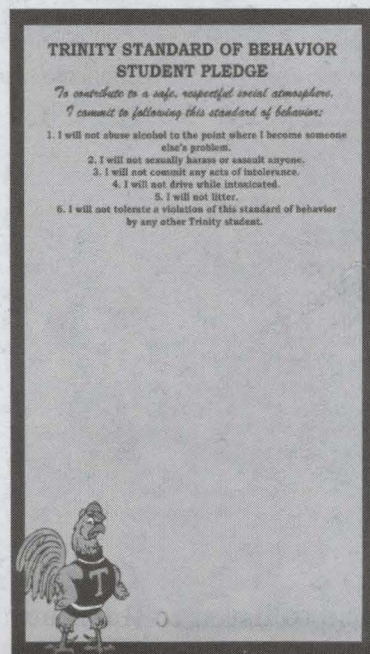 TRINITY STANDARD OF BEHAVIOR
STUDENT PLEDGE
To contribute to a safe, respectful social atmosphere,
I commit to following this standard of behavior:
1. I will not abuse alcohol to the point where I become someone
else's problem.
2. I will not sexually harass or assault anyone.
3. I will not commit any acts of intolerance.
4. I will not drive while intoxicated.
5. I will not litter.
6. I will not tolerate a violation of this standard of behavior
by any other Trinity student.
T